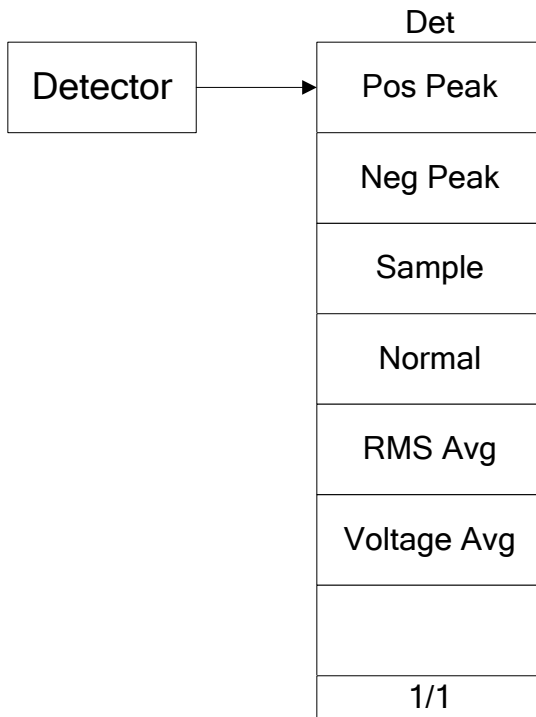 Det
Detector
Pos Peak
Neg Peak
Sample
Normal
RMS Avg
Voltage Avg
1/1